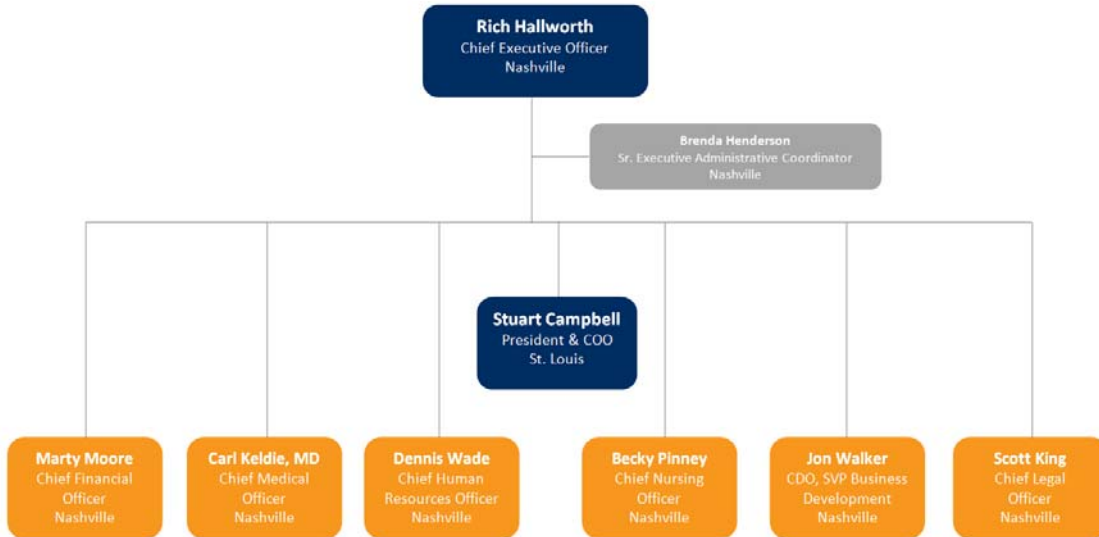 Rich Hallworth
Chief Executive Officer
Nashville
Brenda Henderson
Sr. Executive Administrative Coordinator
Nashville
Stuart Campbell
President & COO
St. Louis
Marty Moore
Chief Financial
Officer
Nashville
Carl Keldie, MD
Chief Medical
Officer
Nashville
Dennis Wade
Chief Human
Resources Officer
Nashville
Becky Pinney
Chief Nursing
Officer
Nashville
Jon Walker
CDO, SVP Business
Development
Nashville
Scott King
Chief Legal
Officer
Nashville